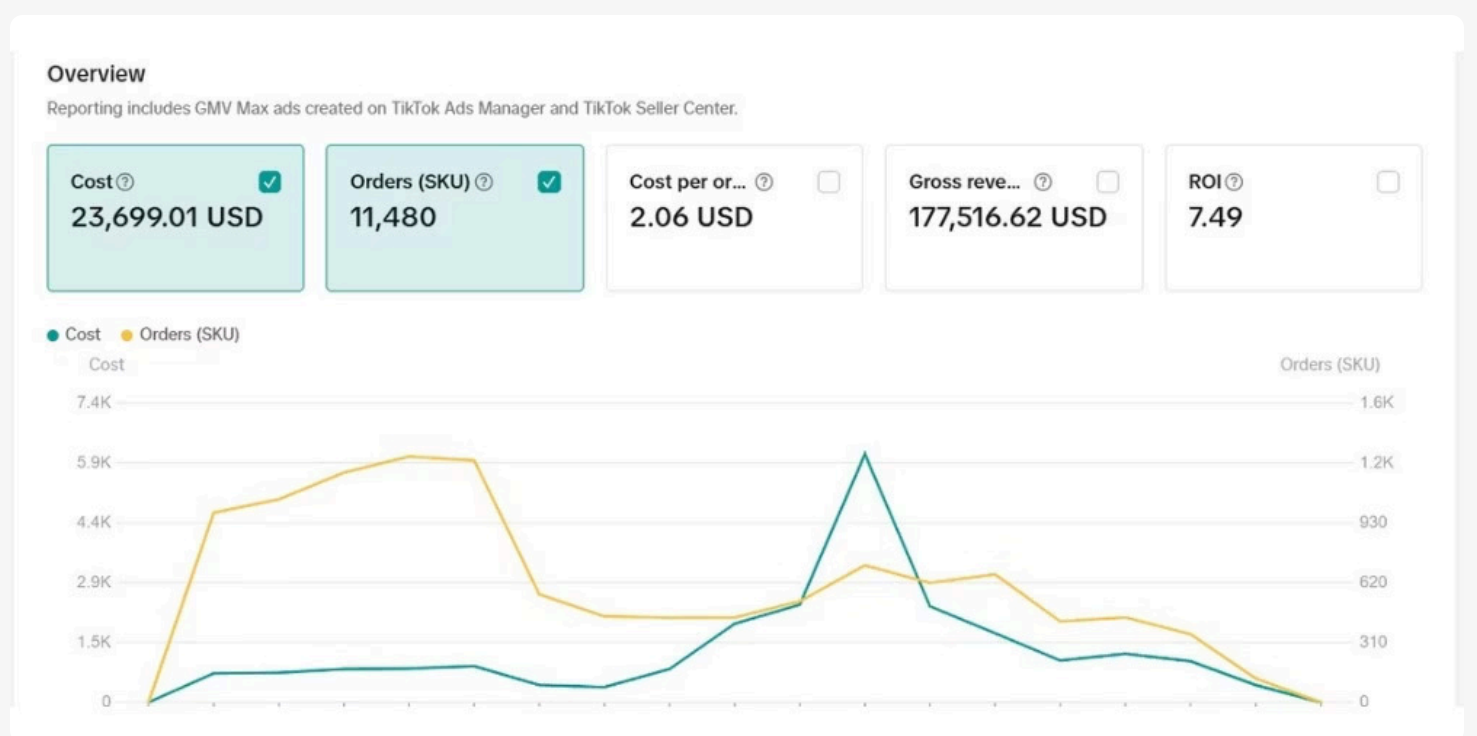 Overview
Reporting includes GMV Max ads created on TikTok Ads Manager and TikTok Seller Center.
Cost
23,699.01 USD
Orders (SKU)
11,480
Cost per or...
2.06 USD
Gross reve...
177,516.62 USD
ROI
7.49
Cost
Orders (SKU)
Cost
Orders (SKU)
7.4K
1.6K
5.9K
1.2K
4.4K
930
2.9K
620
1.5K
310
0
0